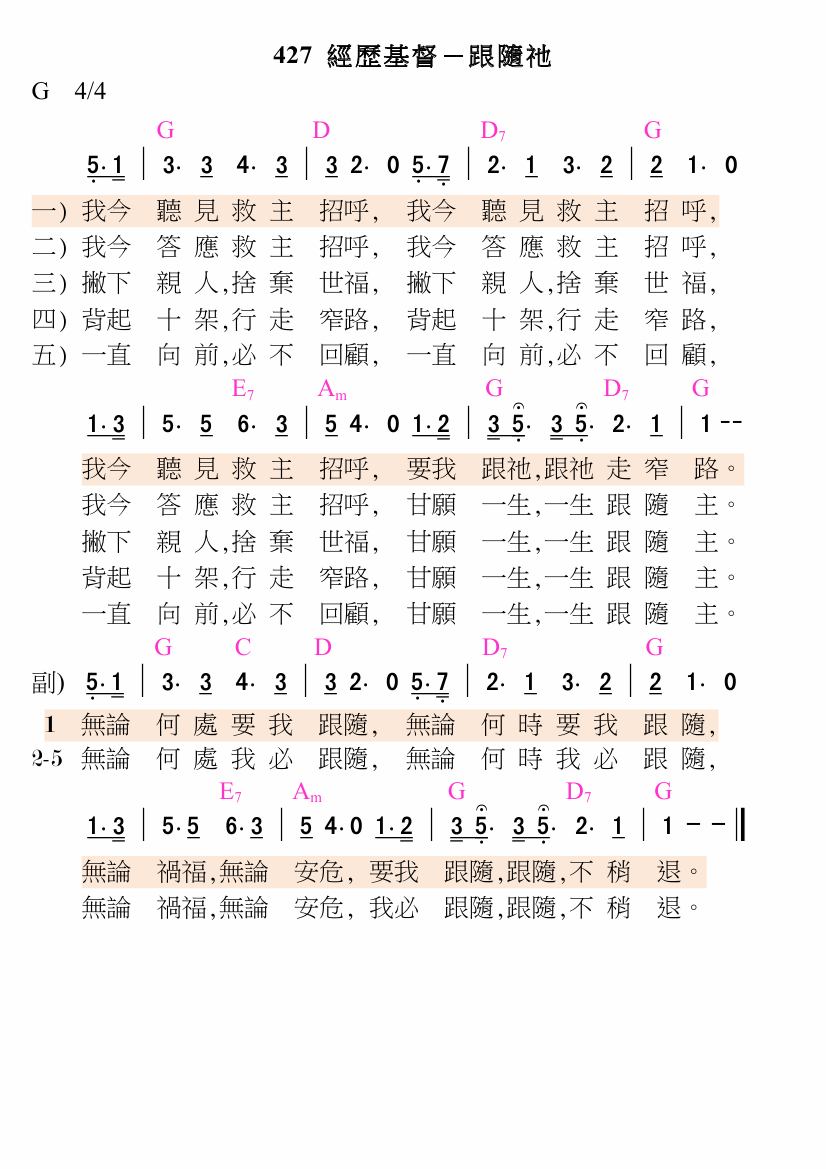 427 經歷基督－跟隨祂
G 4/4
G D D7 G
5· 1 | 3· 3 4· 3 | 3 2· 0 5· 7 | 2· 1 3· 2 | 2 1· 0
一) 我今 聽 見 救 主 招呼, 我今 聽 見 救 主 招 呼,
二) 我今 答 應 救 主 招呼, 我今 答 應 救 主 招 呼,
三) 撇下 親 人,捨 棄 世福, 撇下 親 人,捨 棄 世 福,
四) 背起 十 架,行 走 窄路, 背起 十 架,行 走 窄 路,
五) 一直 向 前,必 不 回顧, 一直 向 前,必 不 回 顧,
E7 Am G D7 G
1· 3 | 5· 5 6· 3 | 5 4· 0 1· 2 | 3 5· 3 5· 2· 1 | 1 --
我今 聽 見 救 主 招呼, 要我 跟祂,跟祂 走 窄 路。
我今 答 應 救 主 招呼, 甘願 一生,一生 跟 隨 主。
撇下 親 人,捨 棄 世福, 甘願 一生,一生 跟 隨 主。
背起 十 架,行 走 窄路, 甘願 一生,一生 跟 隨 主。
一直 向 前,必 不 回顧, 甘願 一生,一生 跟 隨 主。
G C D D7 G
副) 5· 1 | 3· 3 4· 3 | 3 2· 0 5· 7 | 2· 1 3· 2 | 2 1· 0
1 無論 何 處 要 我 跟隨, 無論 何 時 要 我 跟 隨,
2-5 無論 何 處 我 必 跟隨, 無論 何 時 我 必 跟 隨,
E7 Am G D7 G
1· 3 | 5· 5 6· 3 | 5 4· 0 1· 2 | 3 5· 3 5· 2· 1 | 1 - - ||
無論 禍福,無論 安危, 要我 跟隨,跟隨,不 稍 退。
無論 禍福,無論 安危, 我必 跟隨,跟隨,不 稍 退。